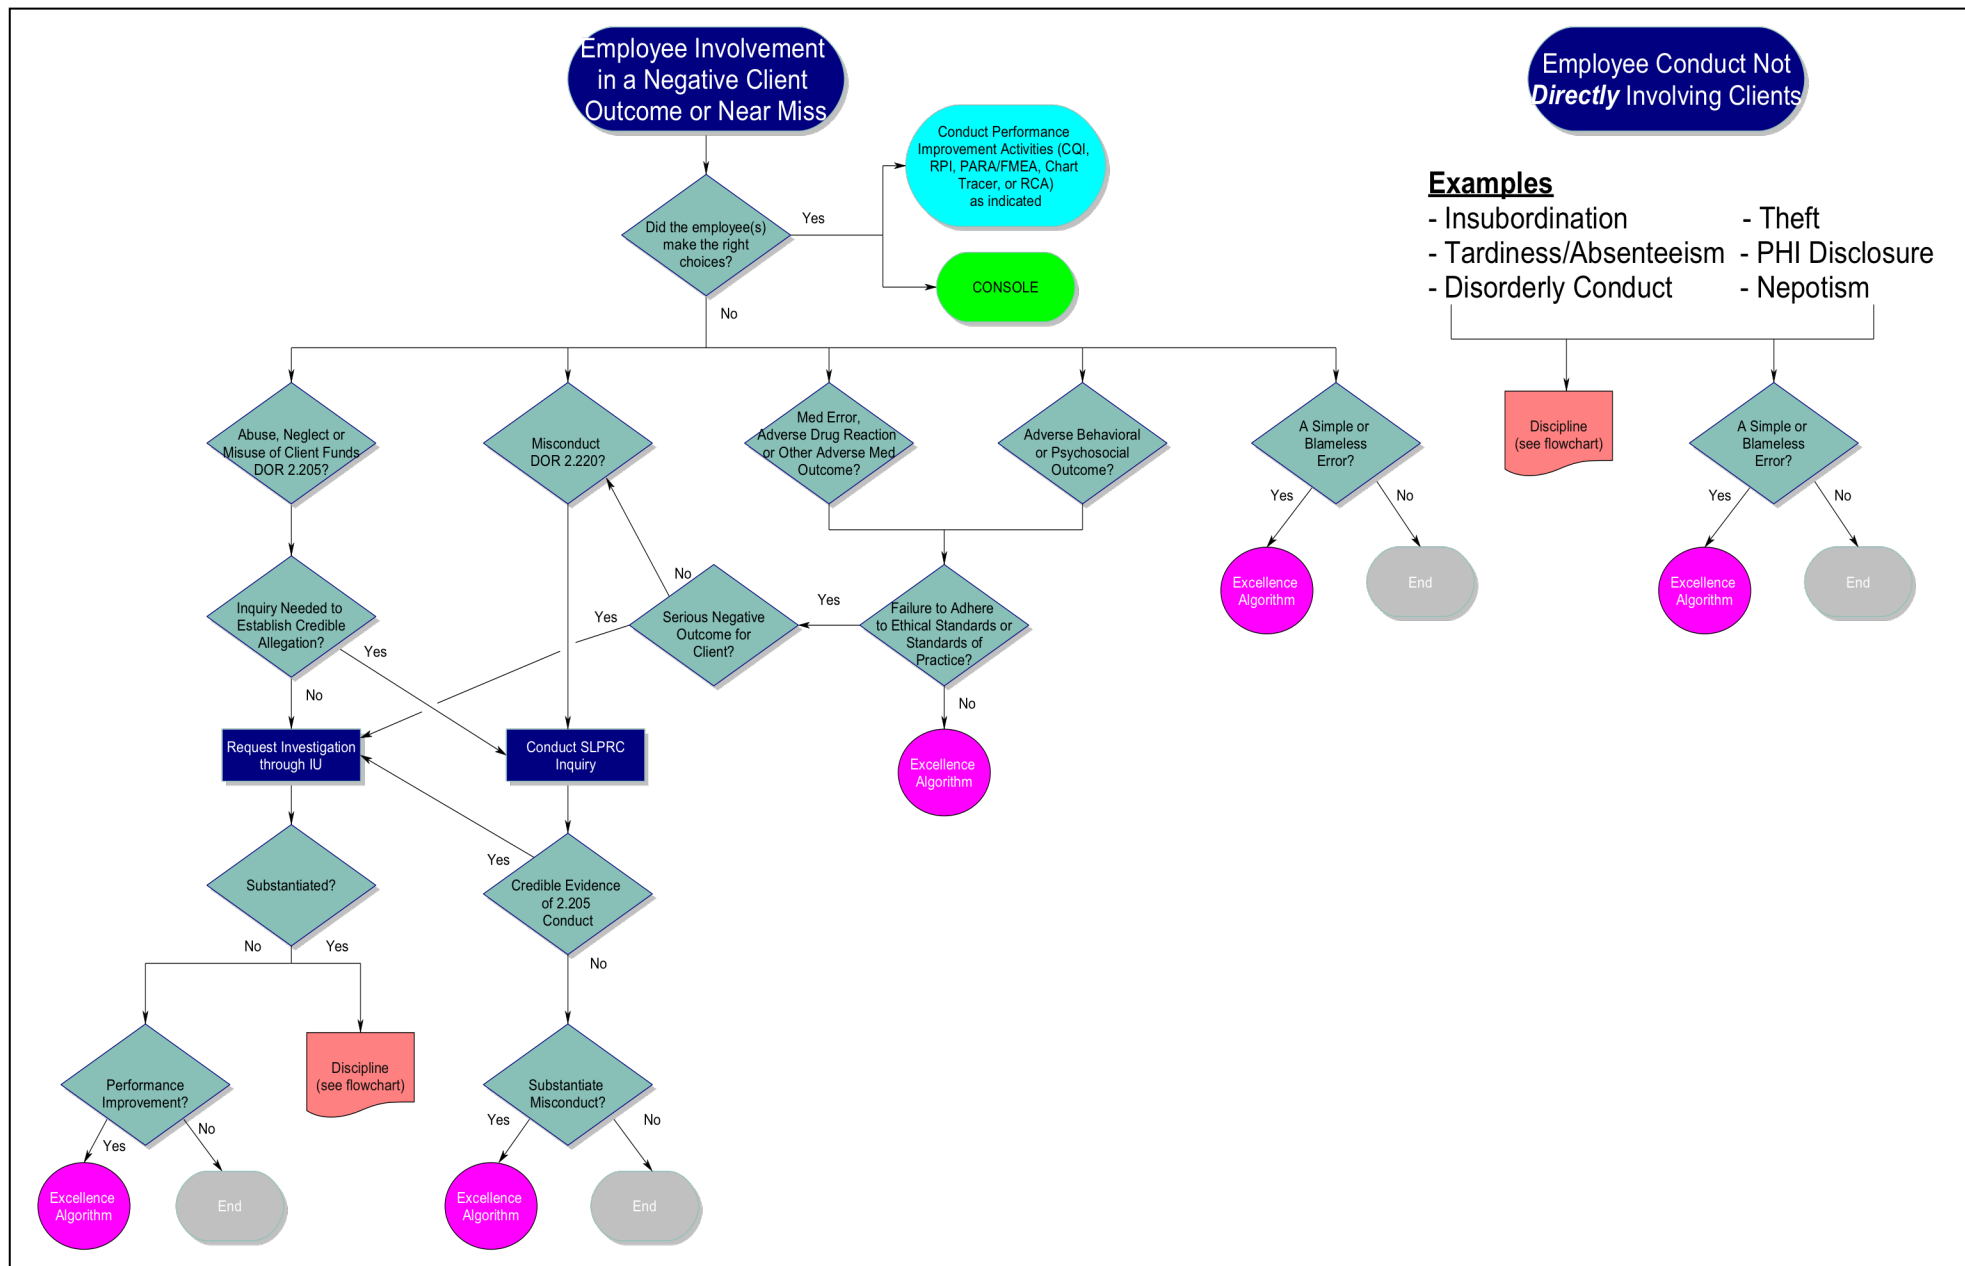 Employee Involvement
in a Negative Client
Outcome or Near Miss
Employee Conduct Not
Directly Involving Clients
Conduct Performance
Improvement Activities (CQI,
RPI, PARA/FMEA, Chart
Tracer, or RCA)
as indicated
Examples
- Insubordination
- Theft
- Tardiness/Absenteeism
- PHI Disclosure
- Disorderly Conduct
- Nepotism
Did the employee(s)
make the right
choices?
Yes
CONSOLE
No
Abuse, Neglect or
Misuse of Client Funds
DOR 2.205?
Misconduct
DOR 2.220?
Med Error,
Adverse Drug Reaction
or Other Adverse Med
Outcome?
Adverse Behavioral
or Psychosocial
Outcome?
A Simple or
Blameless
Error?
Discipline
(see flowchart)
A Simple or
Blameless
Error?
Yes
No
Yes
No
Excellence
Algorithm
End
Excellence
Algorithm
End
Inquiry Needed to
Establish Credible
Allegation?
No
Yes
Serious Negative
Outcome for
Client?
Yes
Failure to Adhere
to Ethical Standards or
Standards of
Practice?
Yes
No
No
Request Investigation
through IU
Conduct SLPRC
Inquiry
Excellence
Algorithm
Substantiated?
Yes
Credible Evidence
of 2.205
Conduct
No
Yes
No
Performance
Improvement?
Discipline
(see flowchart)
Substantiate
Misconduct?
Yes
No
Yes
No
Excellence
Algorithm
End
Excellence
Algorithm
End